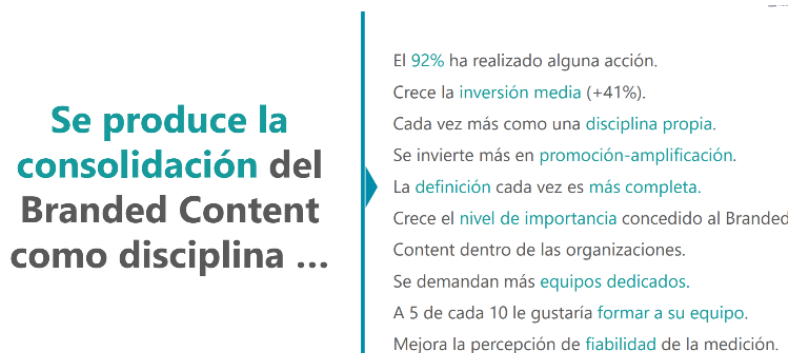 Se produce la
consolidación del
Branded Content
como disciplina ...
El 92% ha realizado alguna acción.
Crece la inversión media (+41%).
Cada vez más como una disciplina propia.
Se invierte más en promoción-amplificación.
La definición cada vez es más completa.
Crece el nivel de importancia concedido al Branded
Content dentro de las organizaciones.
Se demandan más equipos dedicados.
A 5 de cada 10 le gustaría formar a su equipo.
Mejora la percepción de fiabilidad de la medición.